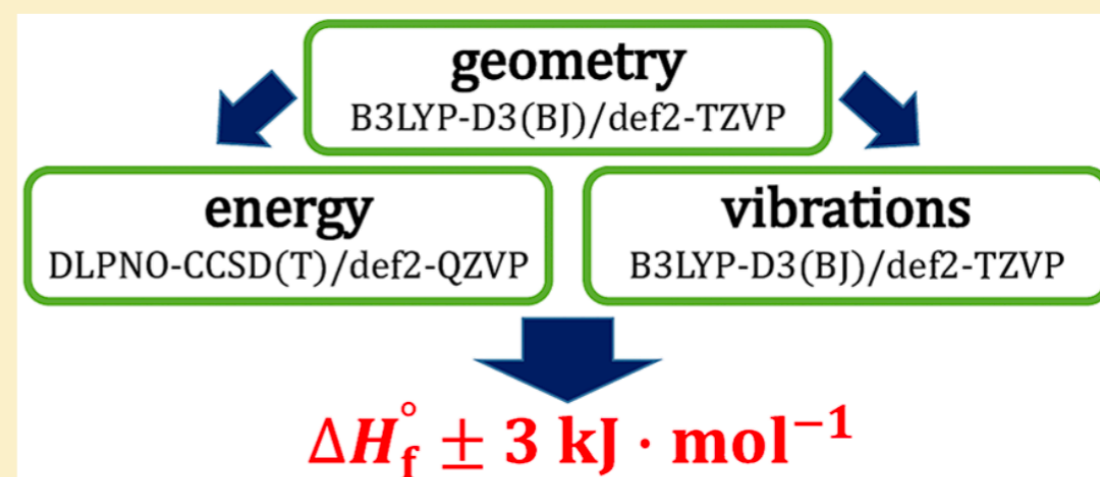 geometry
B3LYP-D3(BJ)/def2-TZVP
energy
DLPNO-CCSD(T)/def2-QZVP
vibrations
B3LYP-D3(BJ)/def2-TZVP
ΔH°f ± 3 kJ · mol⁻¹